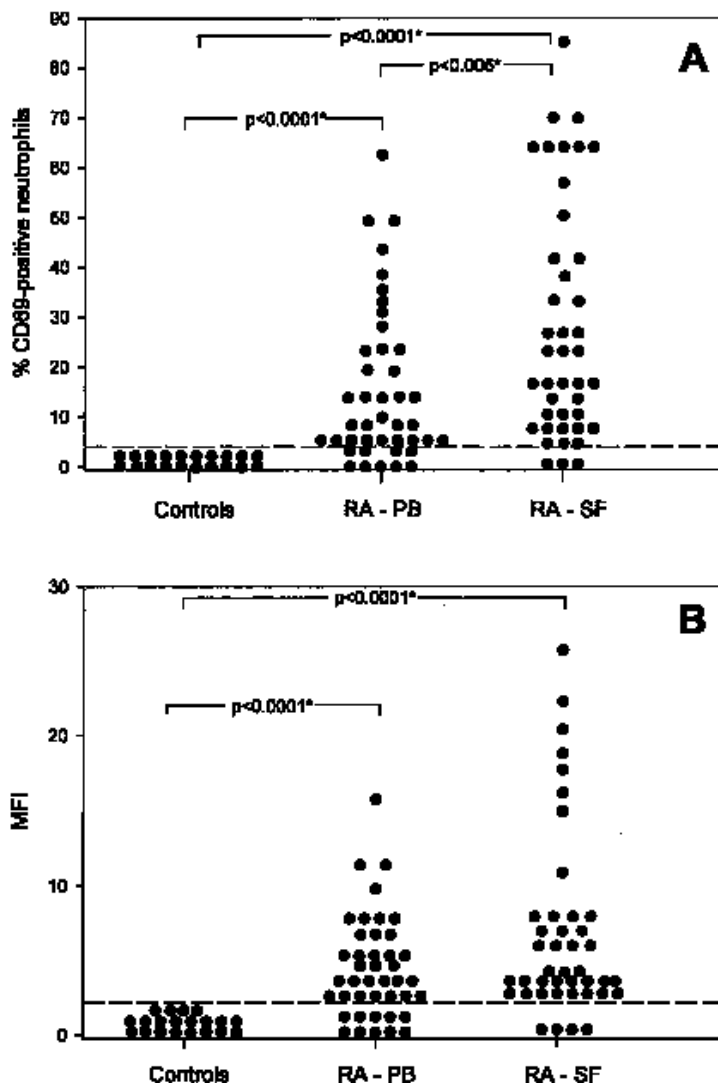 90
p<0.0001*
A
80
p<0.005*
70
p<0.0001*
60
50
40
30
20
10
0
% CD69-positive neutrophils
Controls RA - PB RA - SF
30
p<0.0001*
B
p<0.0001*
20
MFI
10
0
Controls RA - PB RA - SF